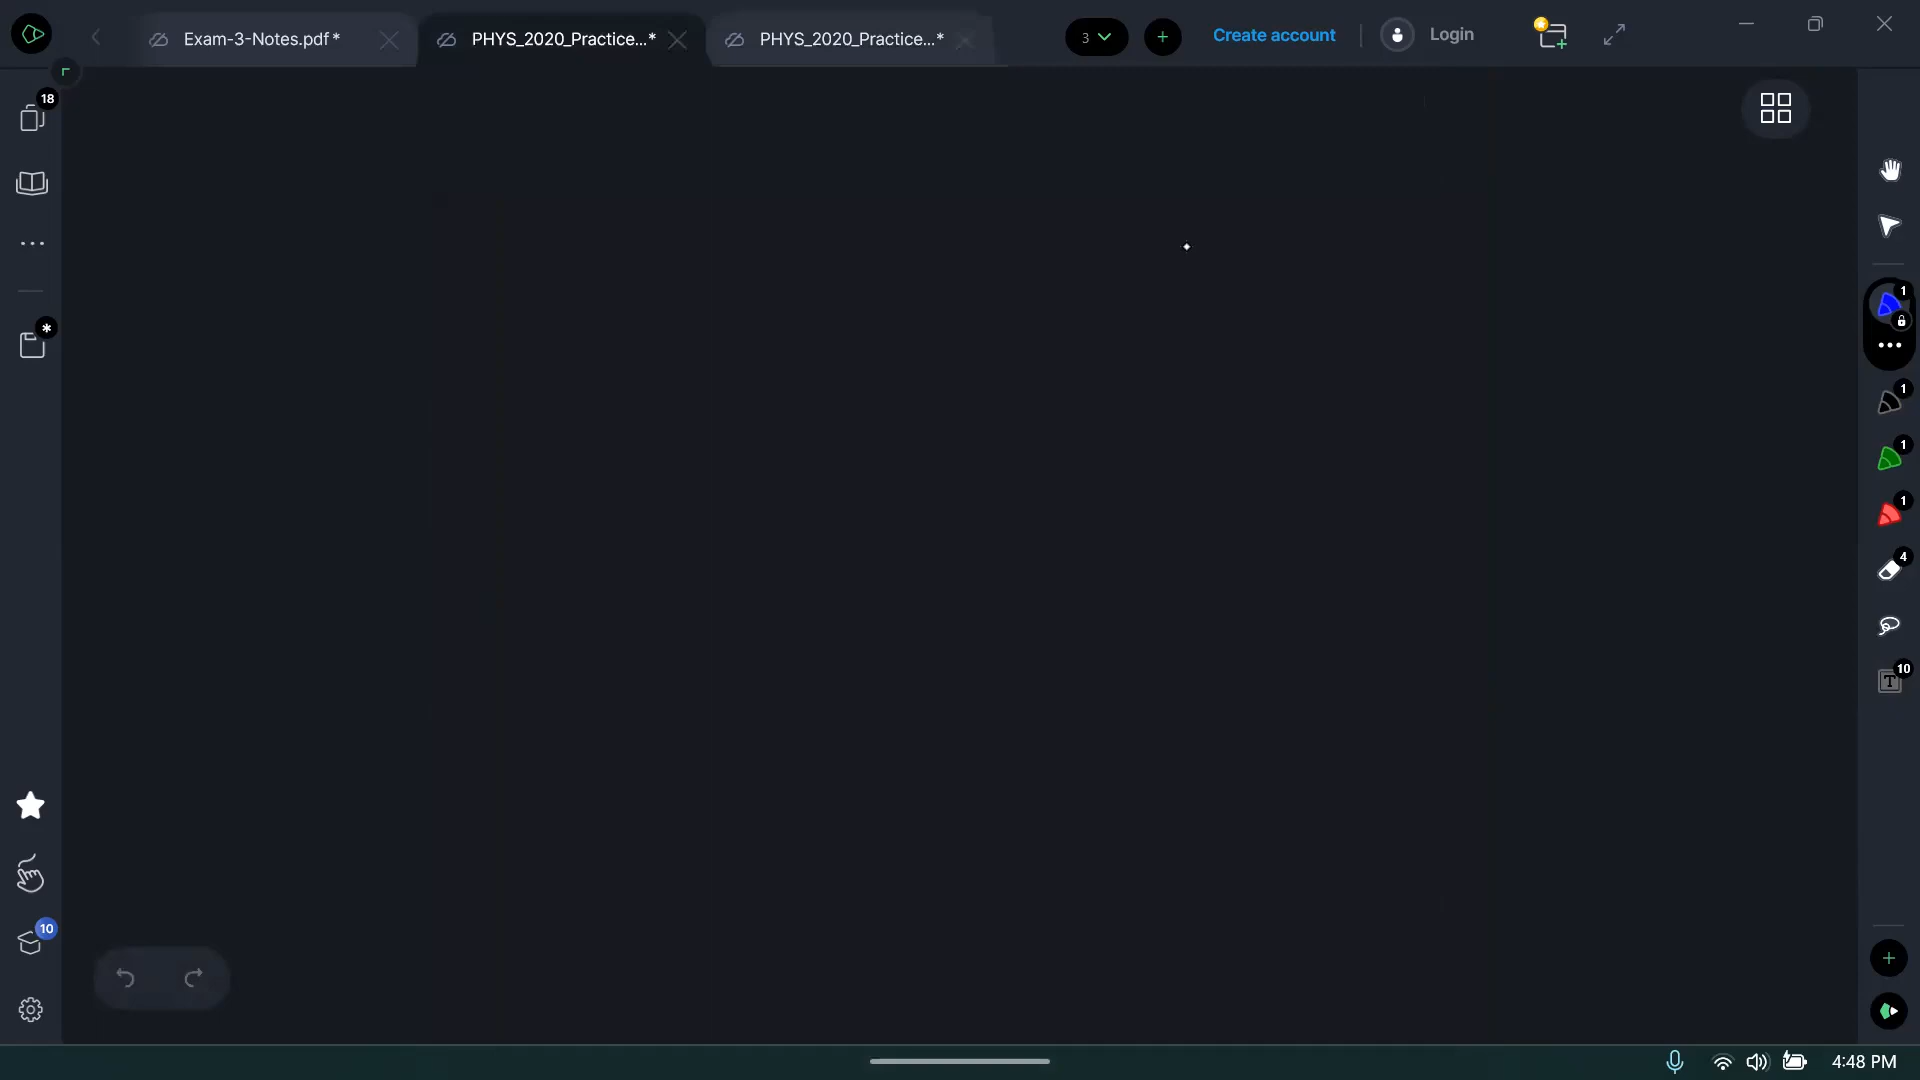 Exam-3-Notes.pdf *
PHYS_2020_Practice...*
PHYS_2020_Practice...*
3
Create account
Login
18
1
1
1
1
4
10
10
4:48 PM